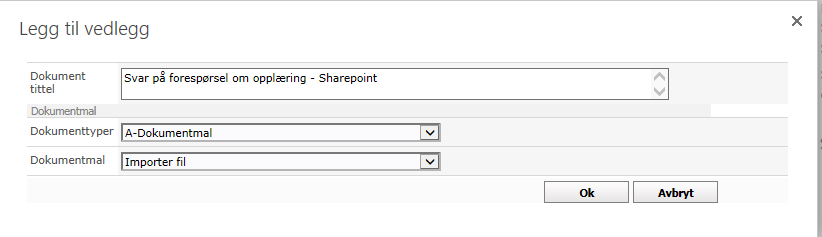 Legg til vedlegg
Dokument
tittel
Svar på forespørsel om opplæring - Sharepoint
Dokumentmal
Dokumenttyper
A-Dokumentmal
Dokumentmal
Importer fil
Ok
Avbryt